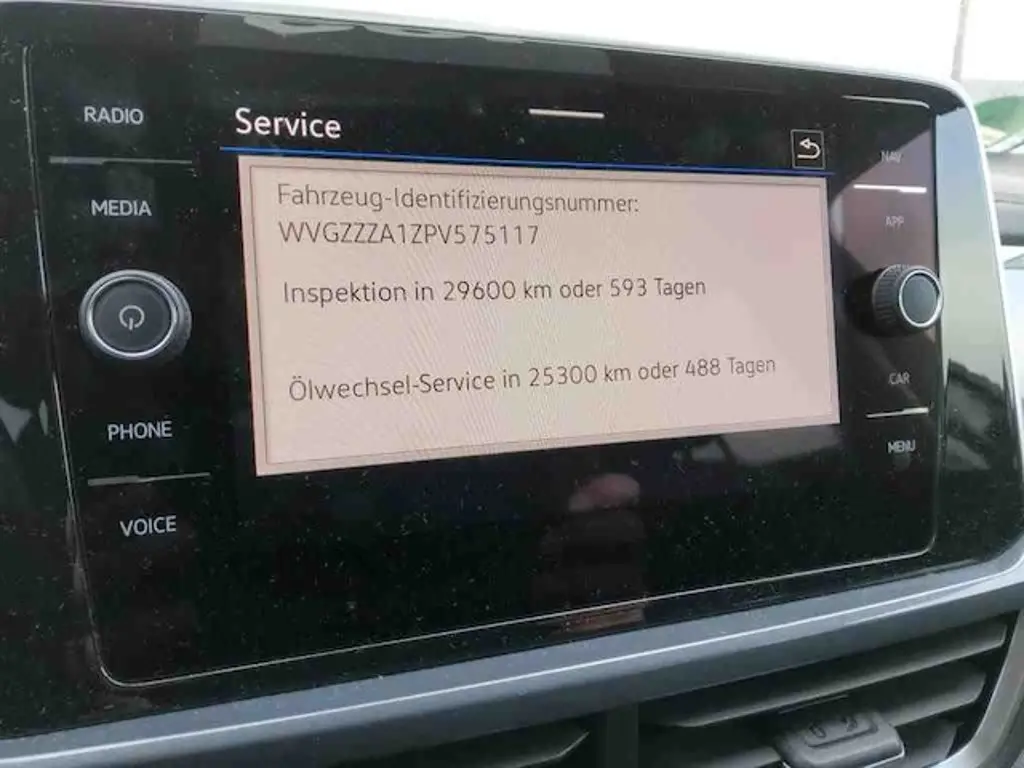 RADIO
Service
NAV
MEDIA
Fahrzeug-Identifizierungsnummer:
WVGZZZA1ZPV575117
APP
Inspektion in 29600 km oder 593 Tagen
Ölwechsel-Service in 25300 km oder 488 Tagen
CAR
PHONE
MENU
VOICE